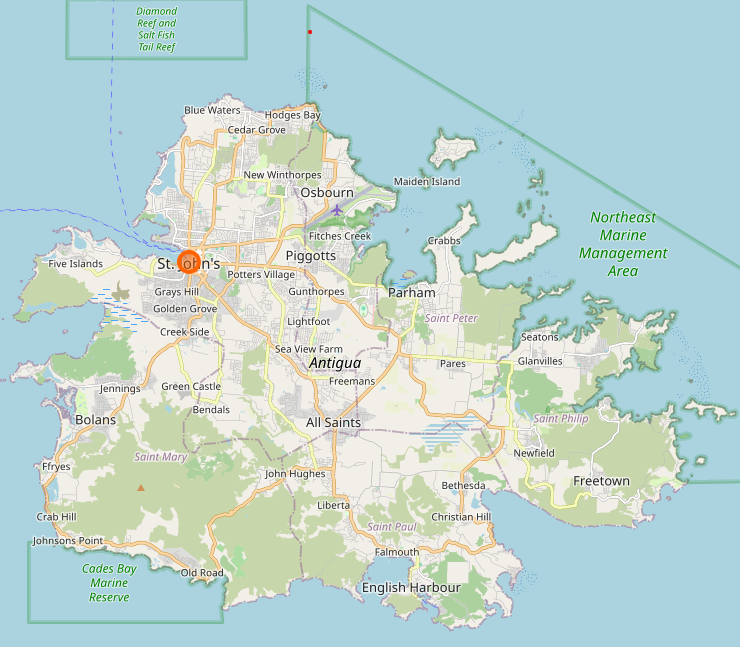 Diamond
Reef and
Salt Fish
Tail Reef
Blue Waters
Hodges Bay
Cedar Grove
New Winthorpes
Osbourn
Maiden Island
Northeast
Marine
Management
Area
Fitches Creek
Crabbs
Five Islands
St. John's
Piggotts
Potters Village
Grays Hill
Gunthorpes
Parham
Golden Grove
Lightfoot
Saint Peter
Creek Side
Seatons
Sea View Farm
Antigua
Pares
Glanvilles
Jennings
Green Castle
Freemans
Bendals
Bolans
All Saints
Saint Philip
Saint Mary
Newfield
Ffryes
John Hughes
Bethesda
Freetown
Crab Hill
Liberta
Christian Hill
Saint Paul
Johnsons Point
Falmouth
Cades Bay
Marine
Reserve
Old Road
English Harbour